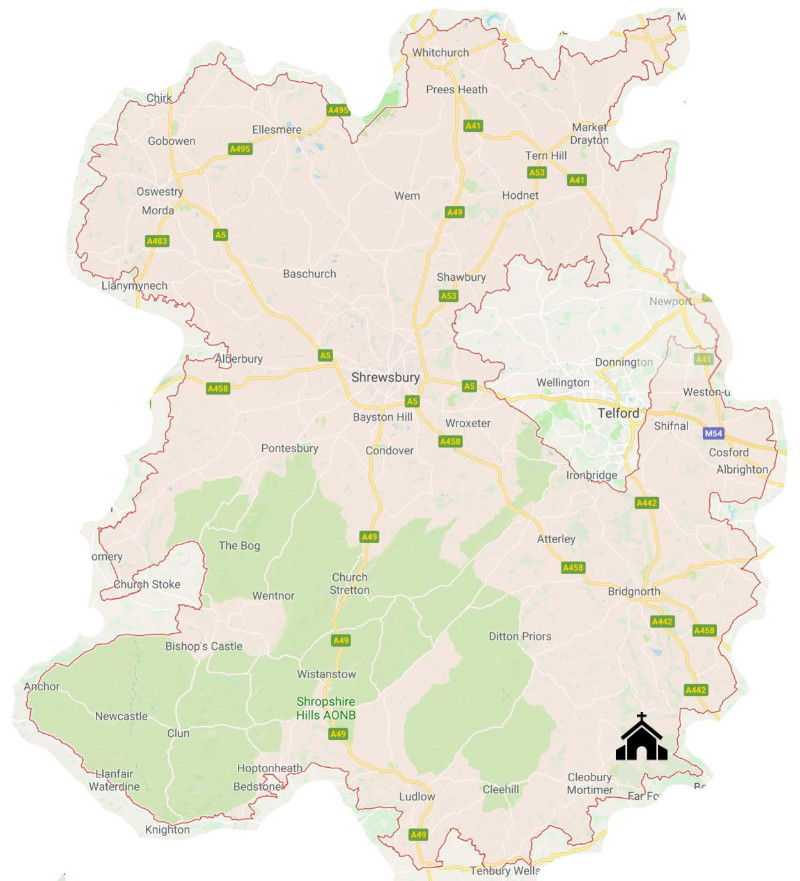 M
Whitchurch
Prees Heath
Chirk
A495
Ellesmere
A41
Market
Drayton
Gobowen
A495
Tern Hill
A53
A41
Oswestry
Wem
Hodnet
Morda
A49
A483
A5
Baschurch
Shawbury
Llanymynech
A53
Newport
Alberbury
A5
Donnington
A41
Shrewsbury
Wellington
A458
A5
Weston-u
A5
Telford
Bayston Hill
Wroxeter
Shifnal
M54
A458
Pontesbury
Condover
Cosford
Albrighton
Ironbridge
A442
A49
Atterley
The Bog
omery
A458
Church Stoke
Church
Stretton
Wentnor
Bridgnorth
A442
A458
A49
Ditton Priors
Bishop's Castle
Wistanstow
Anchor
A442
Shropshire
Hills AONB
Newcastle
Clun
A49
Hoptonheath
Llanfair
Waterdine
Bedstone
Cleobury
Mortimer
Cleehill
Ludlow
Far Fo
Knighton
A49
Tenbury Wells